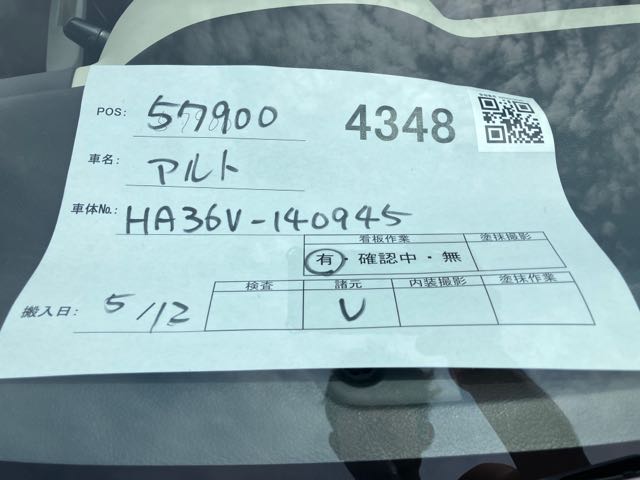 POS: 57900
4348
車名: アルト
車体No.: HA36V-140945
看板作業 塗抹撮影
有・確認中・無
検査 諸元 内装撮影 塗抹作業
搬入日: 5/12 V